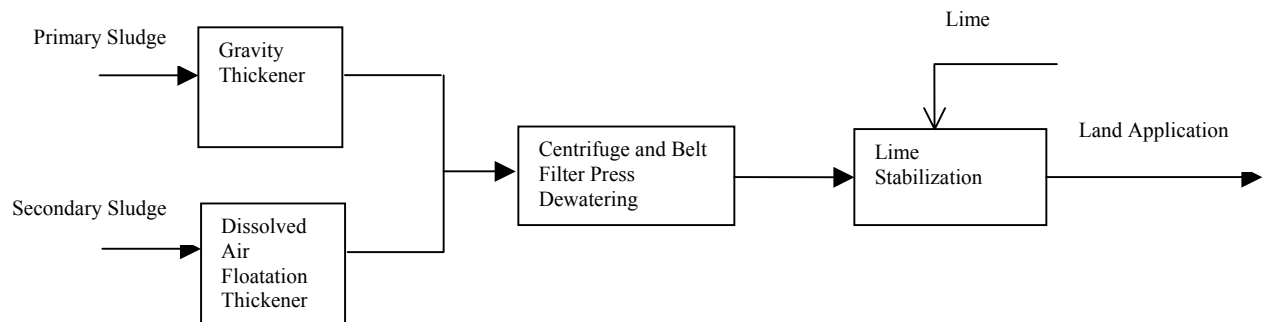 Primary Sludge
Gravity
Thickener
Secondary Sludge
Dissolved
Air
Floatation
Thickener
Centrifuge and Belt
Filter Press
Dewatering
Lime
Lime
Stabilization
Land Application